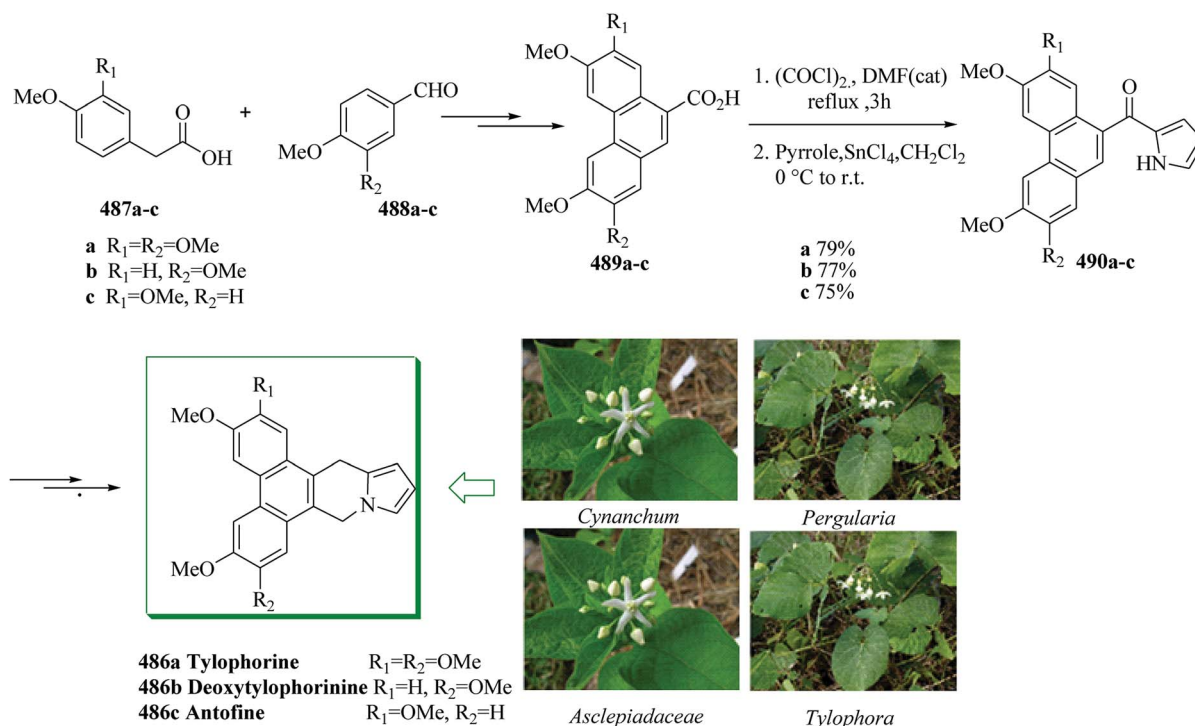 R₁
MeO
O
OH
487a-c
+
CHO
MeO
R₂
488a-c
a R₁=R₂=OMe
b R₁=H, R₂=OMe
c R₁=OMe, R₂=H
R₁
MeO
CO₂H
MeO
R₂
489a-c
1. (COCl)₂., DMF(cat)
reflux ,3h
2. Pyrrole,SnCl₄,CH₂Cl₂
0 °C to r.t.
a 79%
b 77%
c 75%
R₁
MeO
O
HN
MeO
R₂
490a-c
R₁
MeO
N
MeO
R₂
486a Tylophorine R₁=R₂=OMe
486b Deoxytylophorinine R₁=H, R₂=OMe
486c Antofine R₁=OMe, R₂=H
Cynanchum
Pergularia
Asclepiadaceae
Tylophora